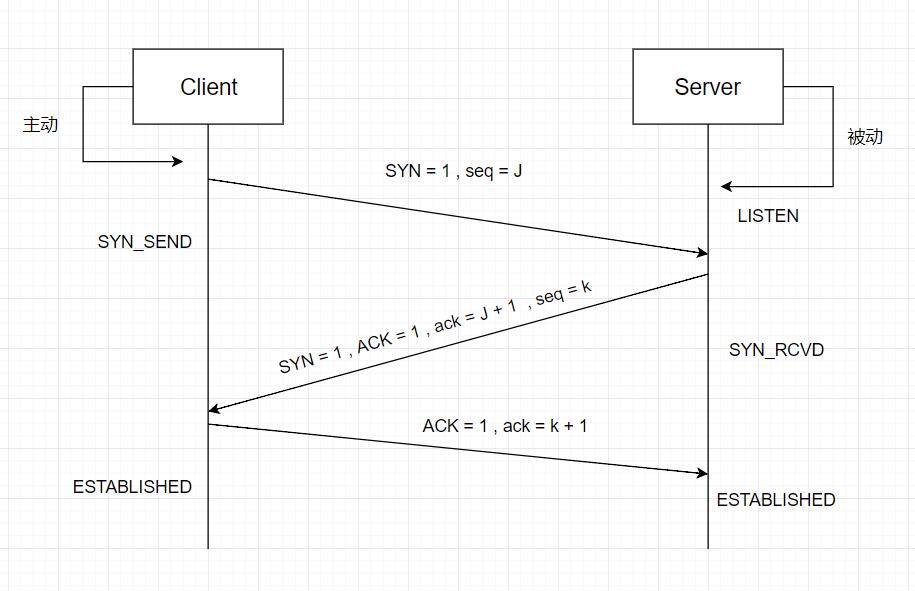 Client
Server
主动
被动
SYN = 1 , seq = J
LISTEN
SYN_SEND
SYN = 1 , ACK = 1 , ack = J + 1 , seq = k
SYN_RCVD
ACK = 1 , ack = k + 1
ESTABLISHED
ESTABLISHED